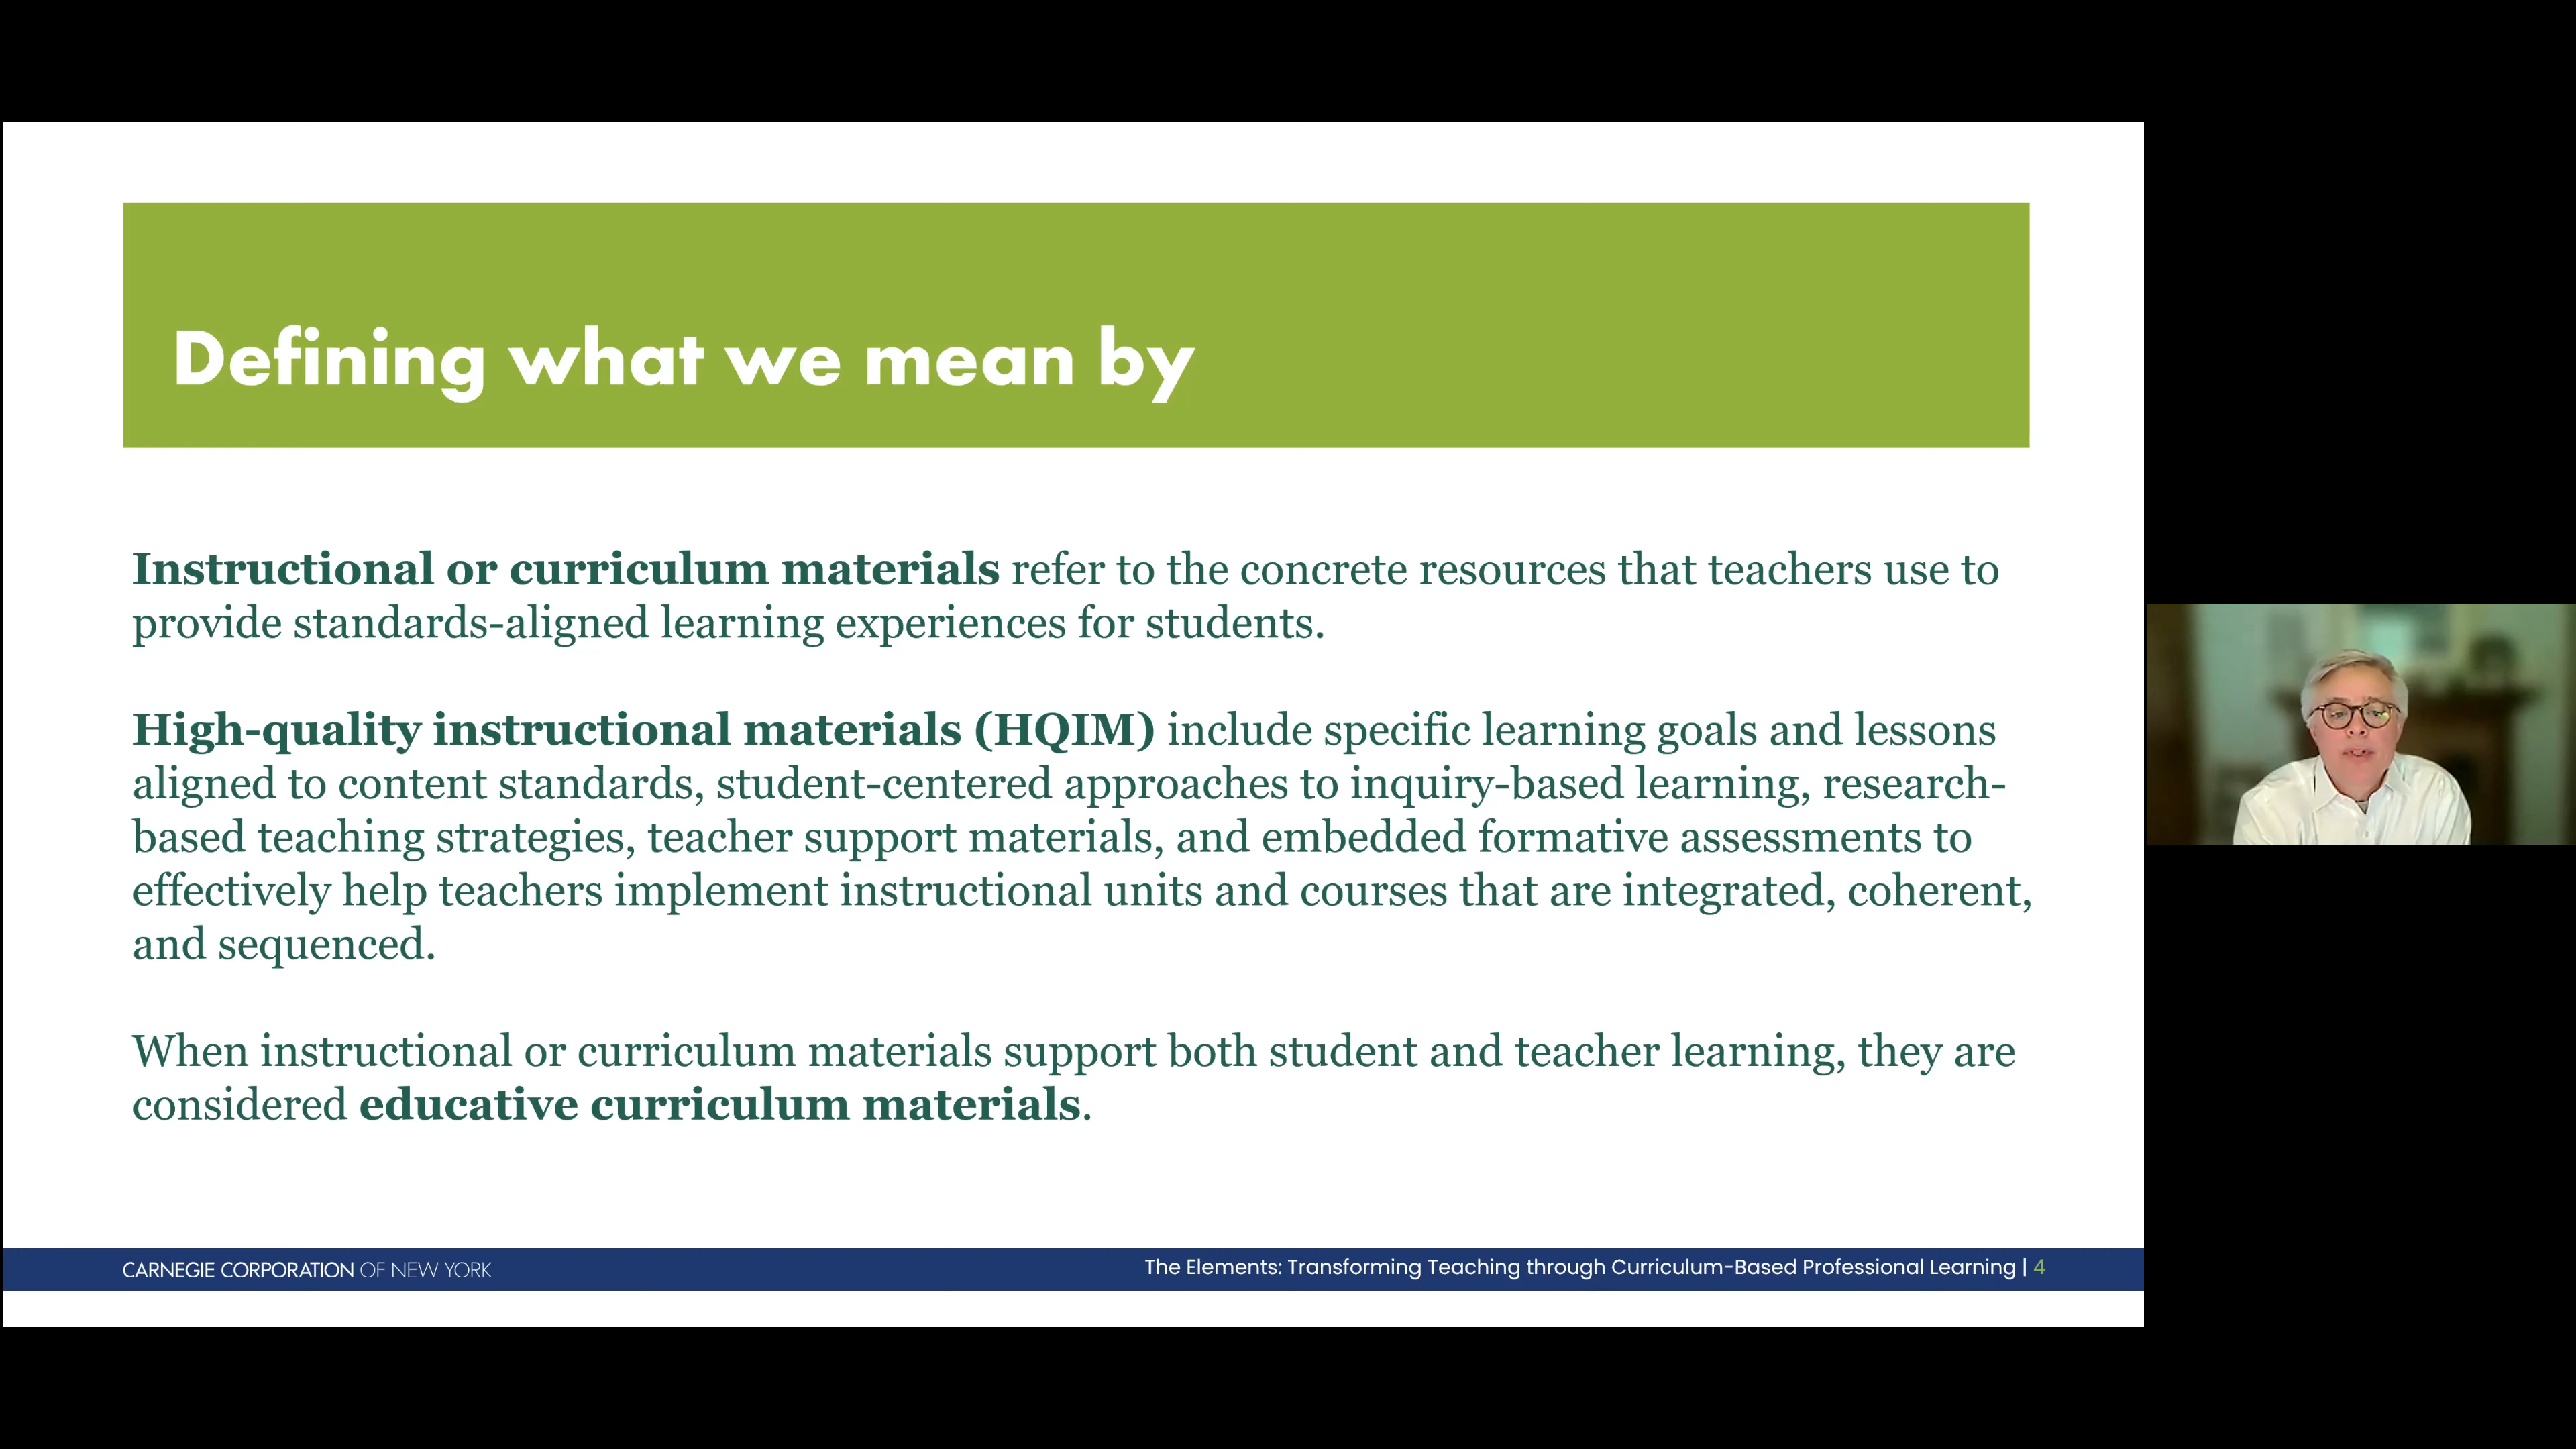 Defining what we mean by
Instructional or curriculum materials refer to the concrete resources that teachers use to
provide standards-aligned learning experiences for students.
High-quality instructional materials (HQIM) include specific learning goals and lessons
aligned to content standards, student-centered approaches to inquiry-based learning, research-
based teaching strategies, teacher support materials, and embedded formative assessments to
effectively help teachers implement instructional units and courses that are integrated, coherent,
and sequenced.
When instructional or curriculum materials support both student and teacher learning, they are
considered educative curriculum materials.
CARNEGIE CORPORATION OF NEW YORK
The Elements: Transforming Teaching through Curriculum-Based Professional Learning | 4